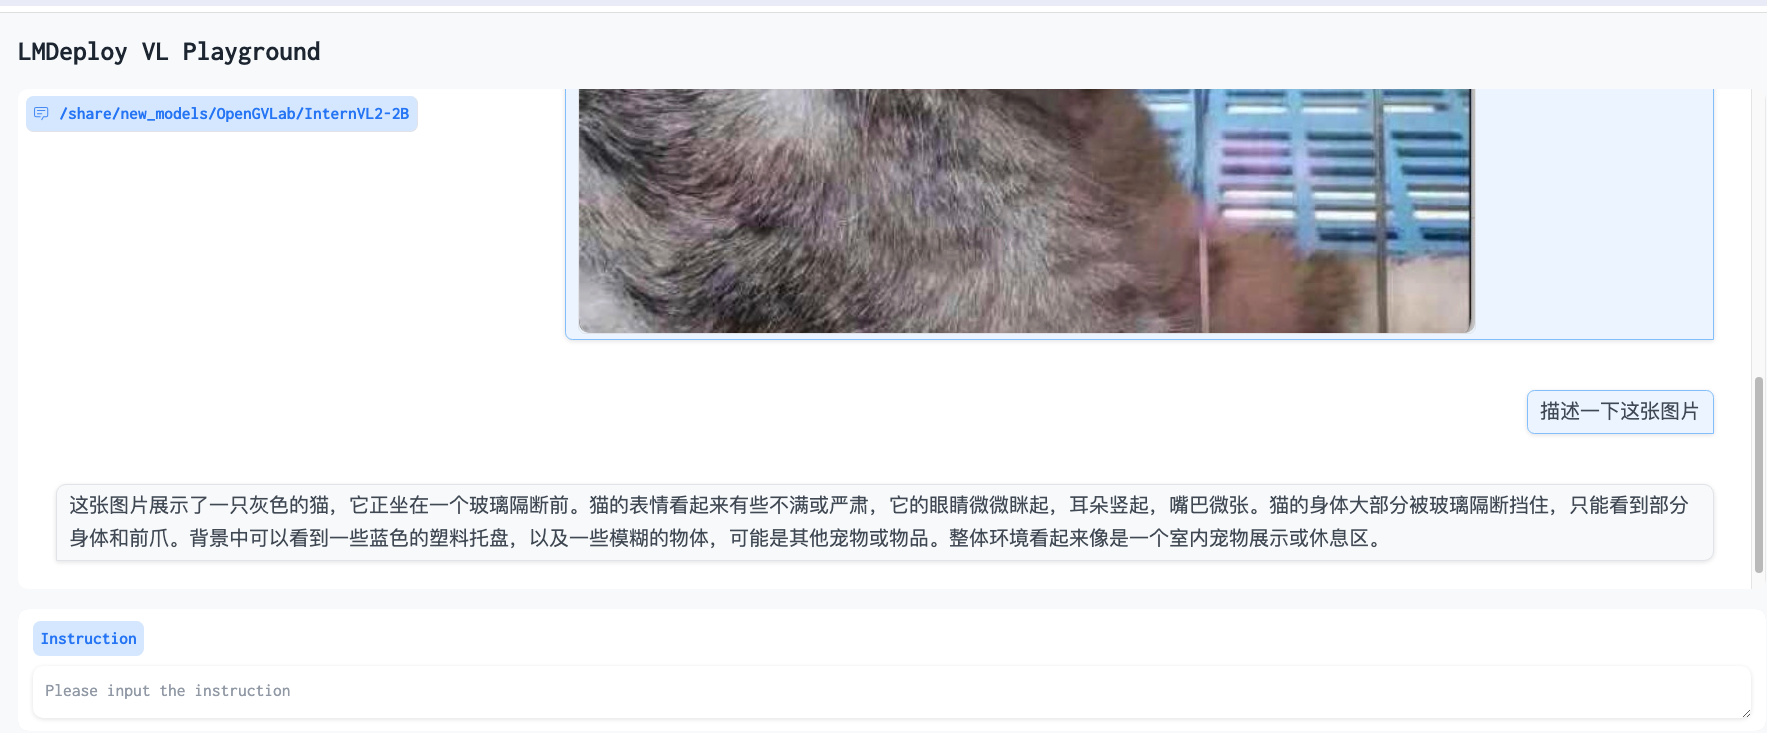 LMDeploy VL Playground
/share/new_models/OpenGVLab/InternVL2-2B
描述一下这张图片
这张图片展示了一只灰色的猫，它正坐在一个玻璃隔断前。猫的表情看起来有些不满或严肃，它的眼睛微微眯起，耳朵竖起，嘴巴微张。猫的身体大部分被玻璃隔断挡住，只能看到部分
身体和前爪。背景中可以看到一些蓝色的塑料托盘，以及一些模糊的物体，可能是其他宠物或物品。整体环境看起来像是一个室内宠物展示或休息区。
Instruction
Please input the instruction